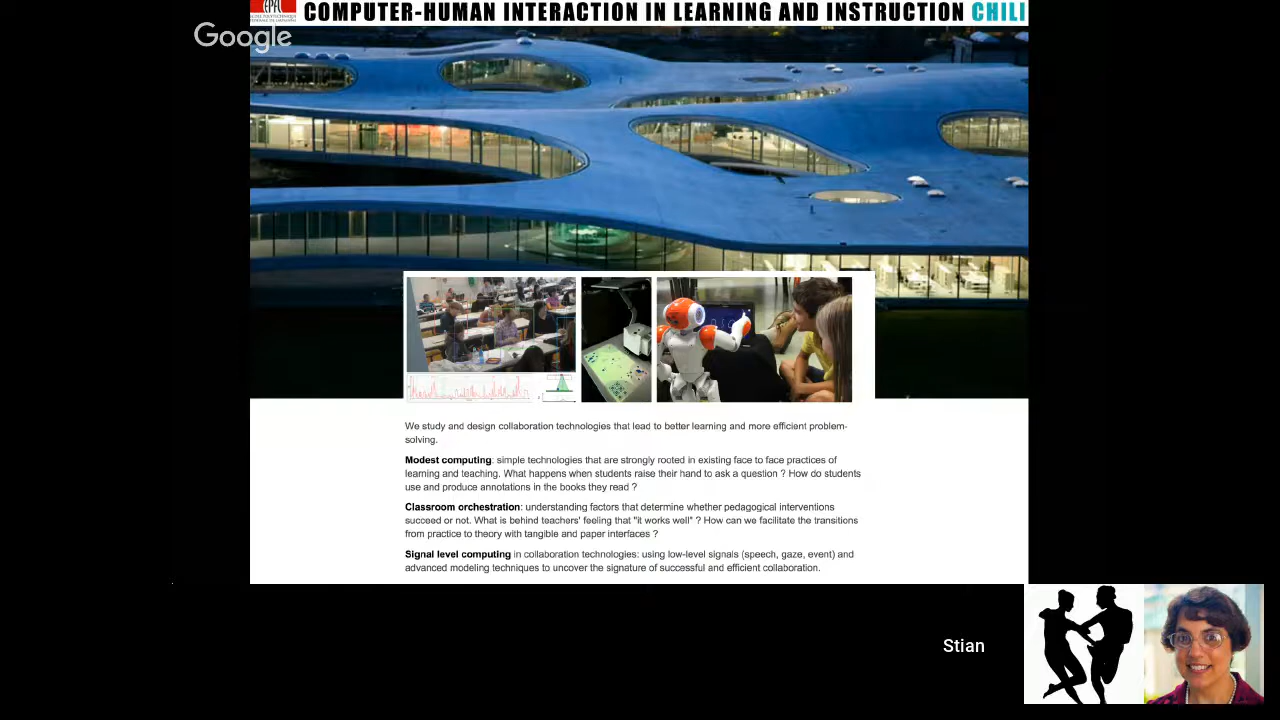 EPFL
COMPUTER-HUMAN INTERACTION IN LEARNING AND INSTRUCTION CHILI
Google
We study and design collaboration technologies that lead to better learning and more efficient problem-
solving.
Modest computing: simple technologies that are strongly rooted in existing face to face practices of
learning and teaching. What happens when students raise their hand to ask a question ? How do students
use and produce annotations in the books they read ?
Classroom orchestration: understanding factors that determine whether pedagogical interventions
succeed or not. What is behind teachers' feeling that "it works well" ? How can we facilitate the transitions
from practice to theory with tangible and paper interfaces ?
Signal level computing in collaboration technologies: using low-level signals (speech, gaze, event) and
advanced modeling techniques to uncover the signature of successful and efficient collaboration.
Stian